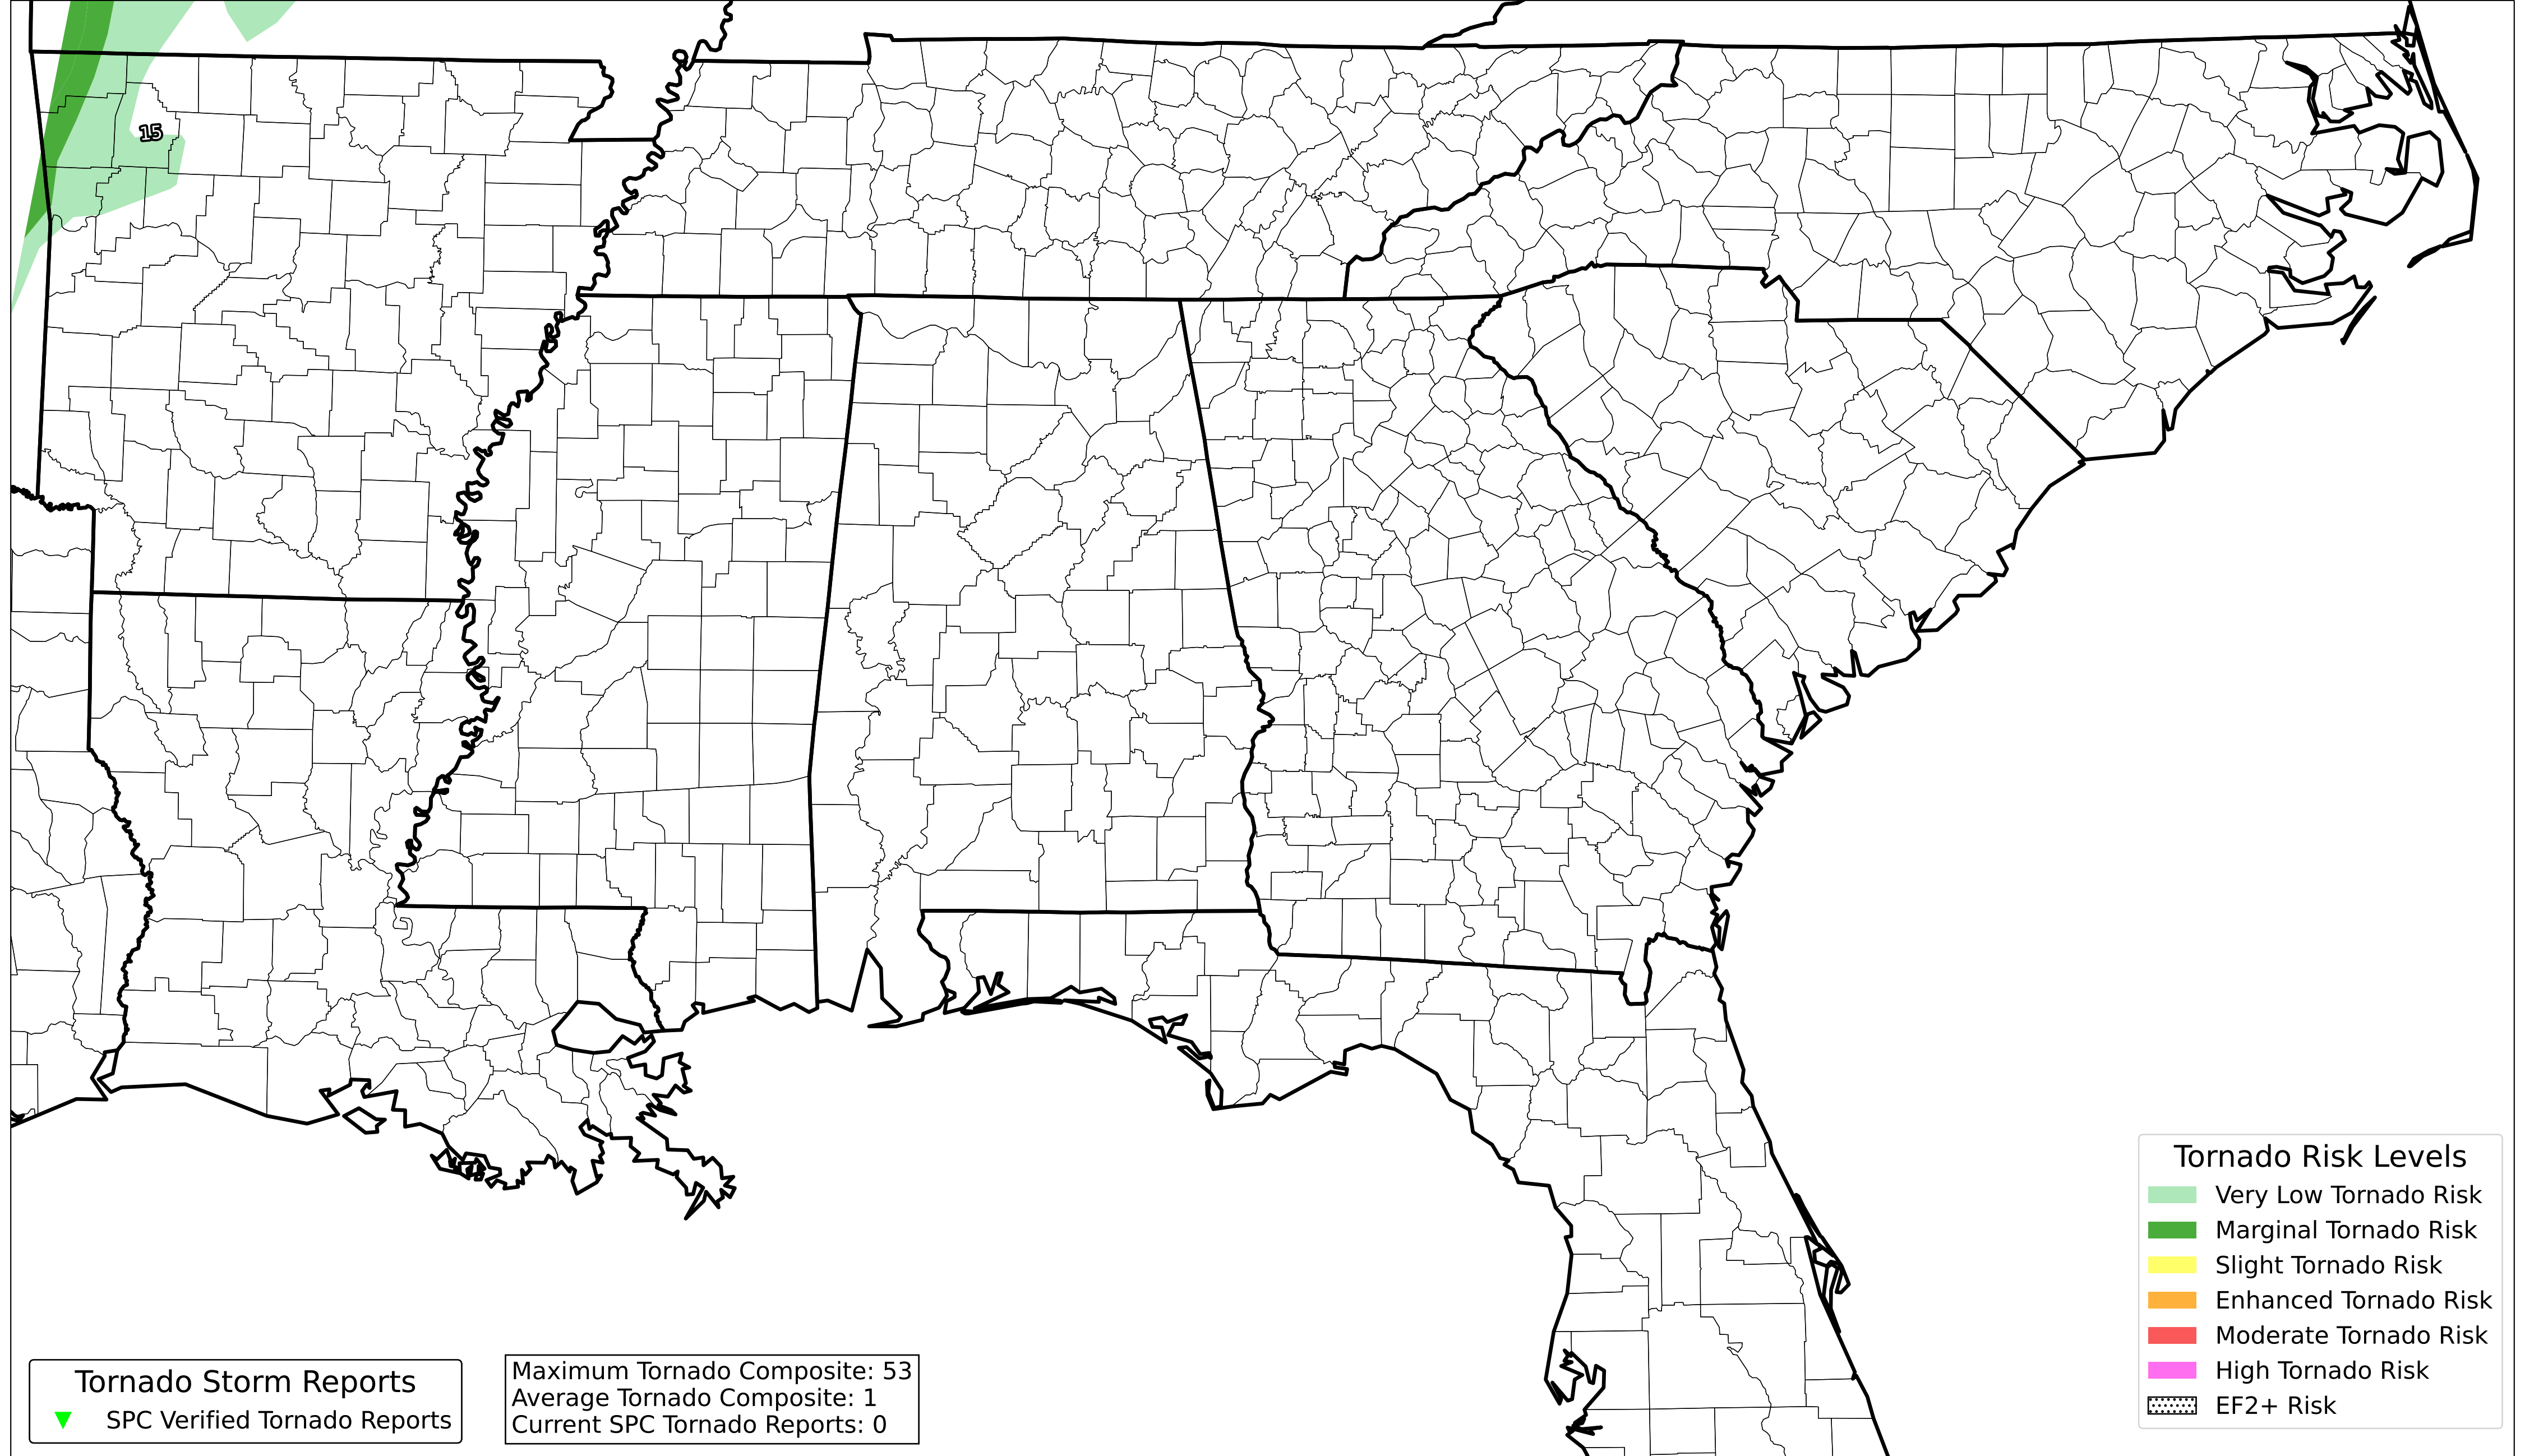 15
Tornado Risk Levels
Very Low Tornado Risk
Marginal Tornado Risk
Slight Tornado Risk
Enhanced Tornado Risk
Moderate Tornado Risk
High Tornado Risk
EF2+ Risk
Tornado Storm Reports
SPC Verified Tornado Reports
Maximum Tornado Composite: 53
Average Tornado Composite: 1
Current SPC Tornado Reports: 0